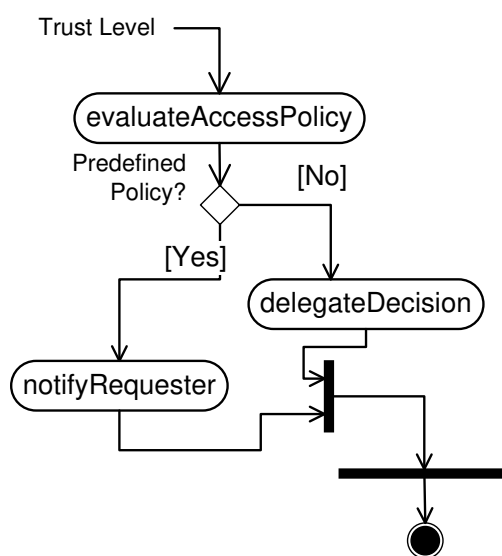 Trust Level
evaluateAccessPolicy
Predefined
Policy?
[No]
[Yes]
delegateDecision
notifyRequester